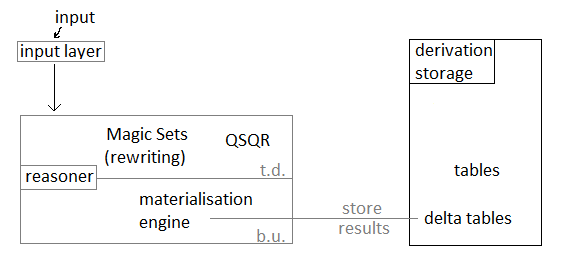 input
input layer
derivation
storage
Magic Sets
(rewriting)
QSQR
reasoner
t.d.
tables
materialisation
engine
b.u.
store
results
delta tables